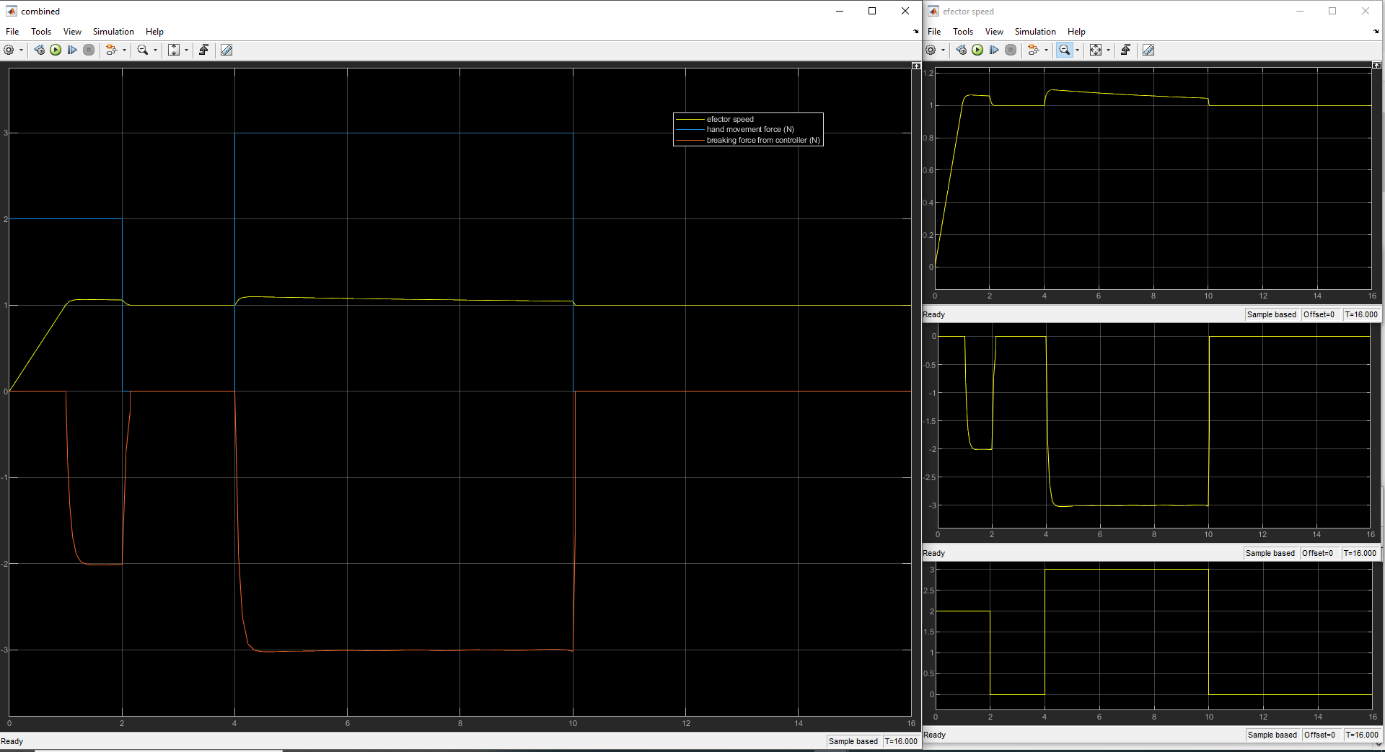 combined
File Tools View Simulation Help
efector speed
hand movement force (N)
breaking force from controller (N)
3
2
1
0
-1
-2
-3
0 2 4 6 8 10 12 14 16
Ready Sample based T=16.000
efector speed
File Tools View Simulation Help
1.2
1
0.8
0.6
0.4
0.2
0
0 2 4 6 8 10 12 14 16
Ready Sample based Offset=0 T=16.000
0
-0.5
-1
-1.5
-2
-2.5
-3
0 2 4 6 8 10 12 14 16
Ready Sample based Offset=0 T=16.000
3
2.5
2
1.5
1
0.5
0
0 2 4 6 8 10 12 14 16
Ready Sample based Offset=0 T=16.000